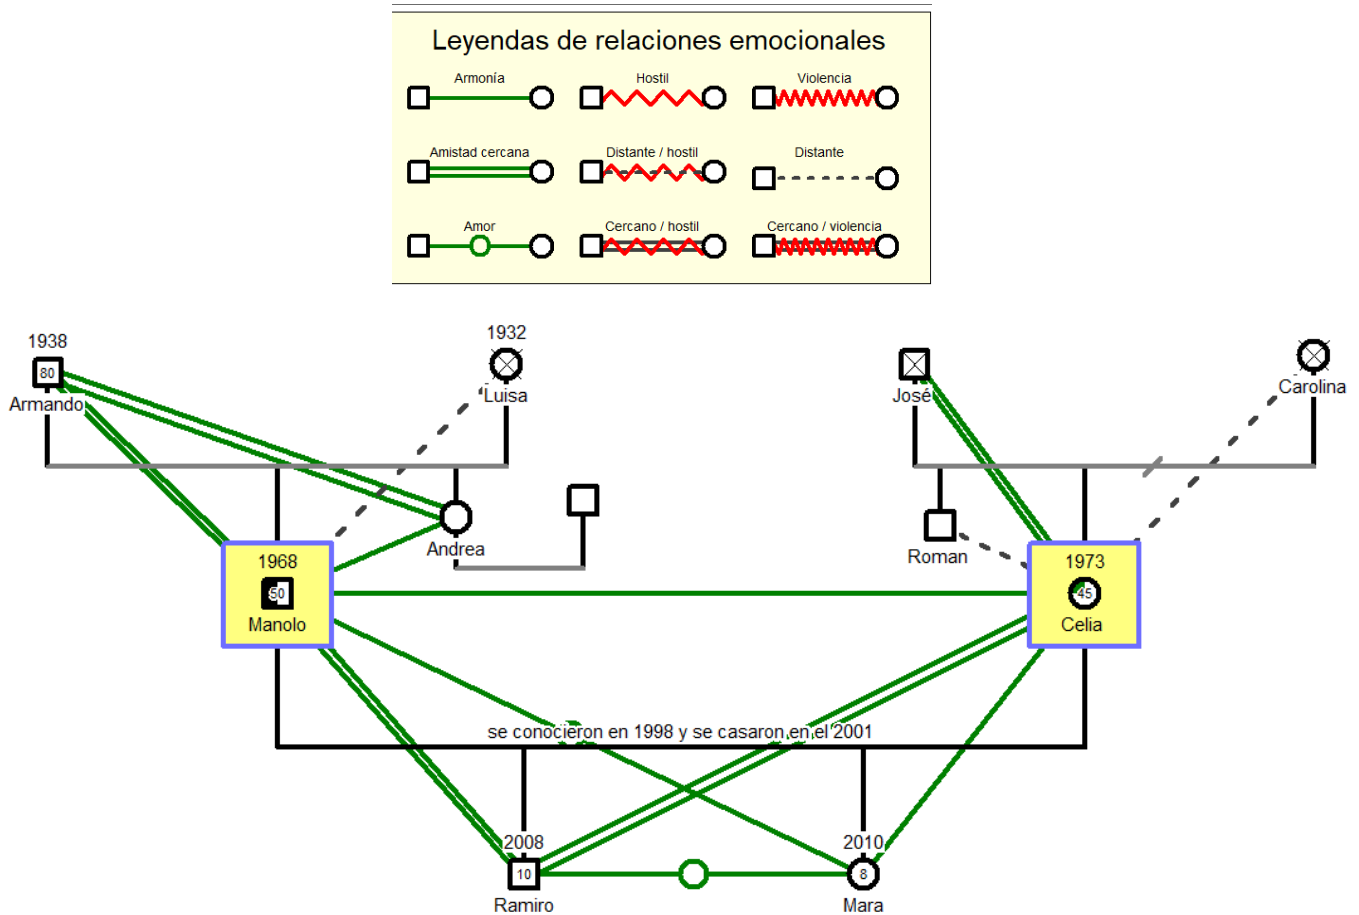 Leyendas de relaciones emocionales
Armonía
Hostil
Violencia
Amistad cercana
Distante / hostil
Distante
Amor
Cercano / hostil
Cercano / violencia
1938
80
Armando
1932
Luisa
José
Carolina
Andrea
Roman
1968
50
Manolo
1973
45
Celia
se conocieron en 1998 y se casaron en el 2001
2008
10
Ramiro
2010
8
Mara